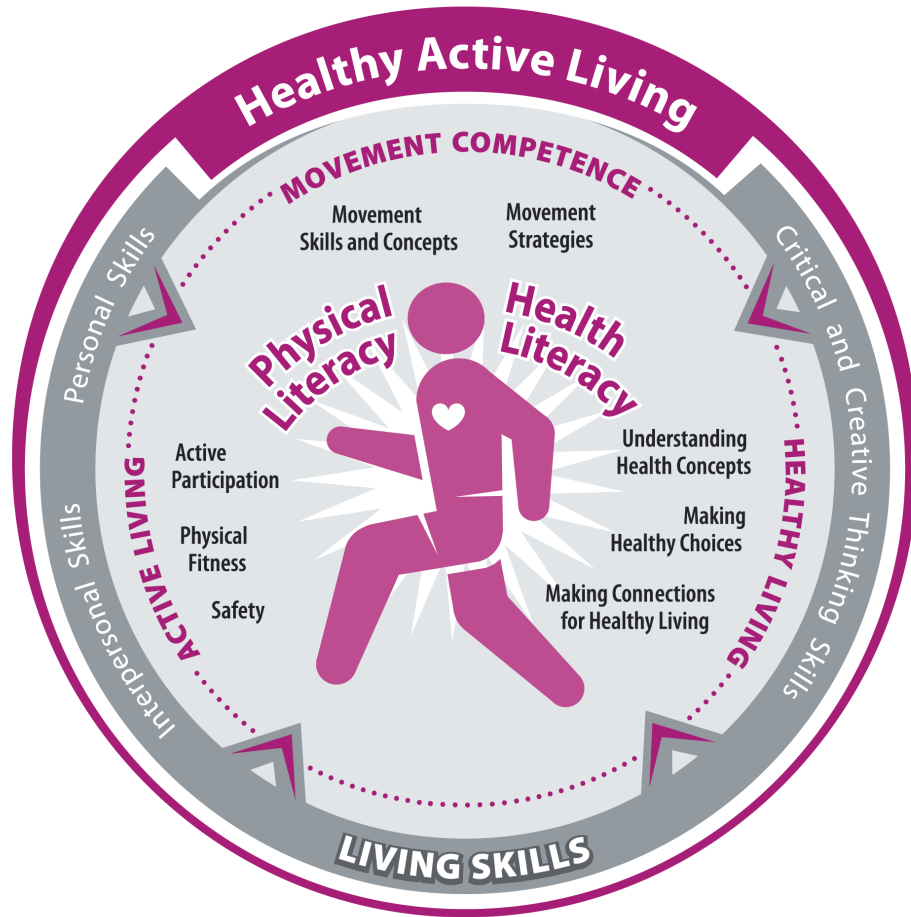 Healthy Active Living
MOVEMENT COMPETENCE
Movement
Skills and Concepts
Movement
Strategies
Physical
Literacy
Health
Literacy
Personal Skills
Interpersonal Skills
Critical and Creative Thinking Skills
ACTIVE LIVING
Active
Participation
Physical
Fitness
Safety
HEALTHY LIVING
Understanding
Health Concepts
Making
Healthy Choices
Making Connections
for Healthy Living
LIVING SKILLS